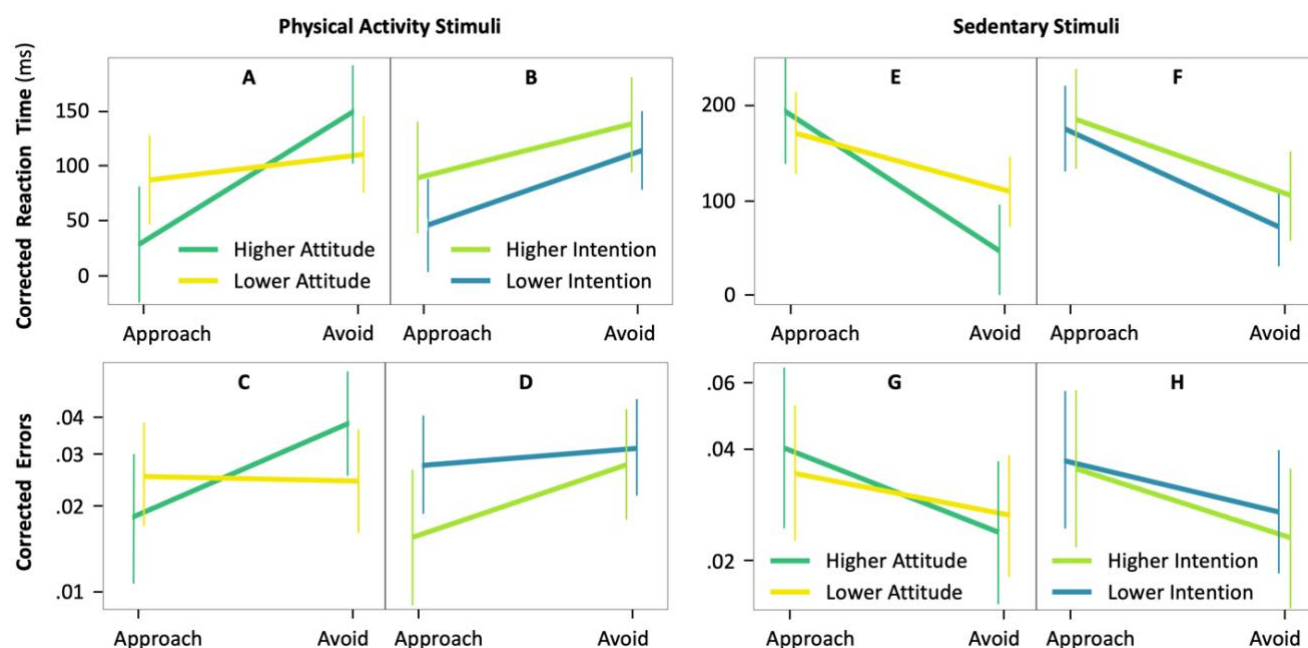 Physical Activity Stimuli
Sedentary Stimuli
Corrected Reaction Time (ms)
150
100
50
0
A
B
Higher Attitude
Lower Attitude
Higher Intention
Lower Intention
Approach
Avoid
Approach
Avoid
200
100
0
E
F
Approach
Avoid
Approach
Avoid
Corrected Errors
.04
.03
.02
.01
C
D
Approach
Avoid
Approach
Avoid
.06
.04
.02
G
H
Higher Attitude
Lower Attitude
Higher Intention
Lower Intention
Approach
Avoid
Approach
Avoid